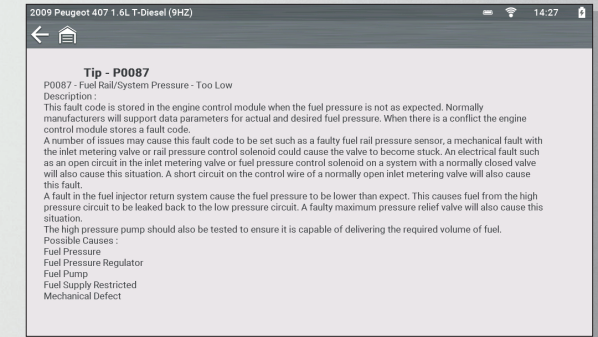 2009 Peugeot 407 1.6L T-Diesel (9HZ)
14:27
Tip - P0087
P0087 - Fuel Rail/System Pressure - Too Low
Description :
This fault code is stored in the engine control module when the fuel pressure is not as expected. Normally
manufacturers will support data parameters for actual and desired fuel pressure. When there is a conflict the engine
control module stores a fault code.
A number of issues may cause this fault code to be set such as a faulty fuel rail pressure sensor, a mechanical fault with
the inlet metering valve or rail pressure control solenoid could cause the valve to become stuck. An electrical fault such
as an open circuit in the inlet metering valve or fuel pressure control solenoid on a system with a normally closed valve
will also cause this situation. A short circuit on the control wire of a normally open inlet metering valve will also cause
this fault.
A fault in the fuel injector return system cause the fuel pressure to be lower than expect. This causes fuel from the high
pressure circuit to be leaked back to the low pressure circuit. A faulty maximum pressure relief valve will also cause this
situation.
The high pressure pump should also be tested to ensure it is capable of delivering the required volume of fuel.
Possible Causes :
Fuel Pressure
Fuel Pressure Regulator
Fuel Pump
Fuel Supply Restricted
Mechanical Defect